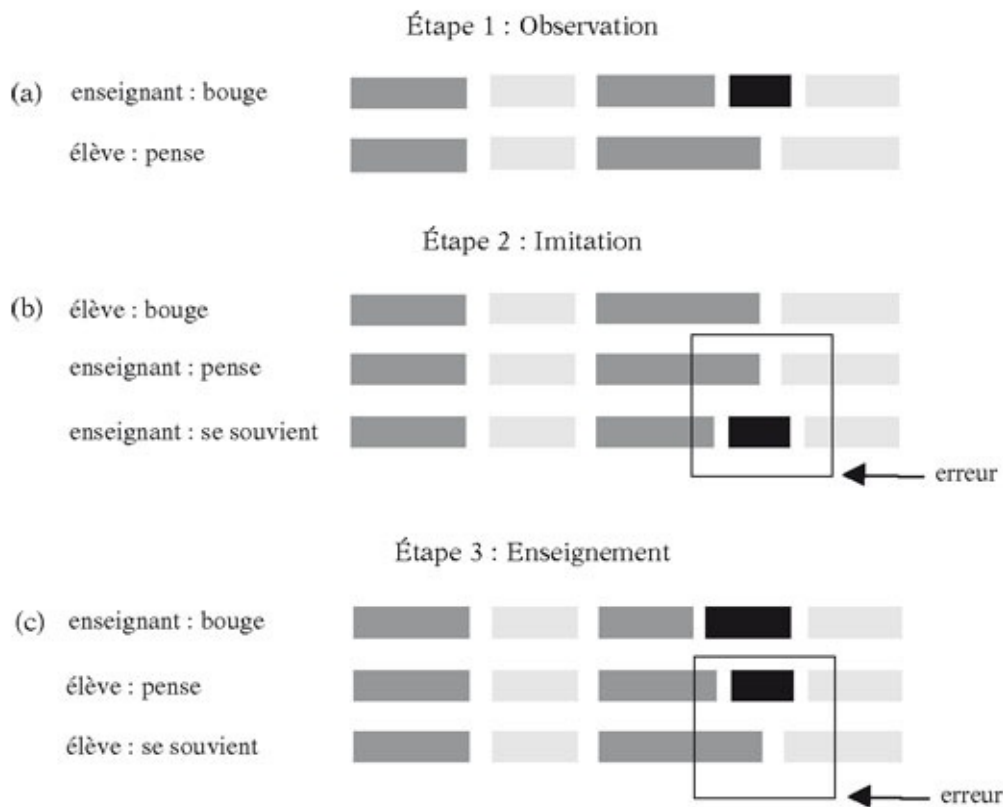 Étape 1 : Observation
(a) enseignant : bouge
élève : pense
Étape 2 : Imitation
(b) élève : bouge
enseignant : pense
enseignant : se souvient
erreur
Étape 3 : Enseignement
(c) enseignant : bouge
élève : pense
élève : se souvient
erreur